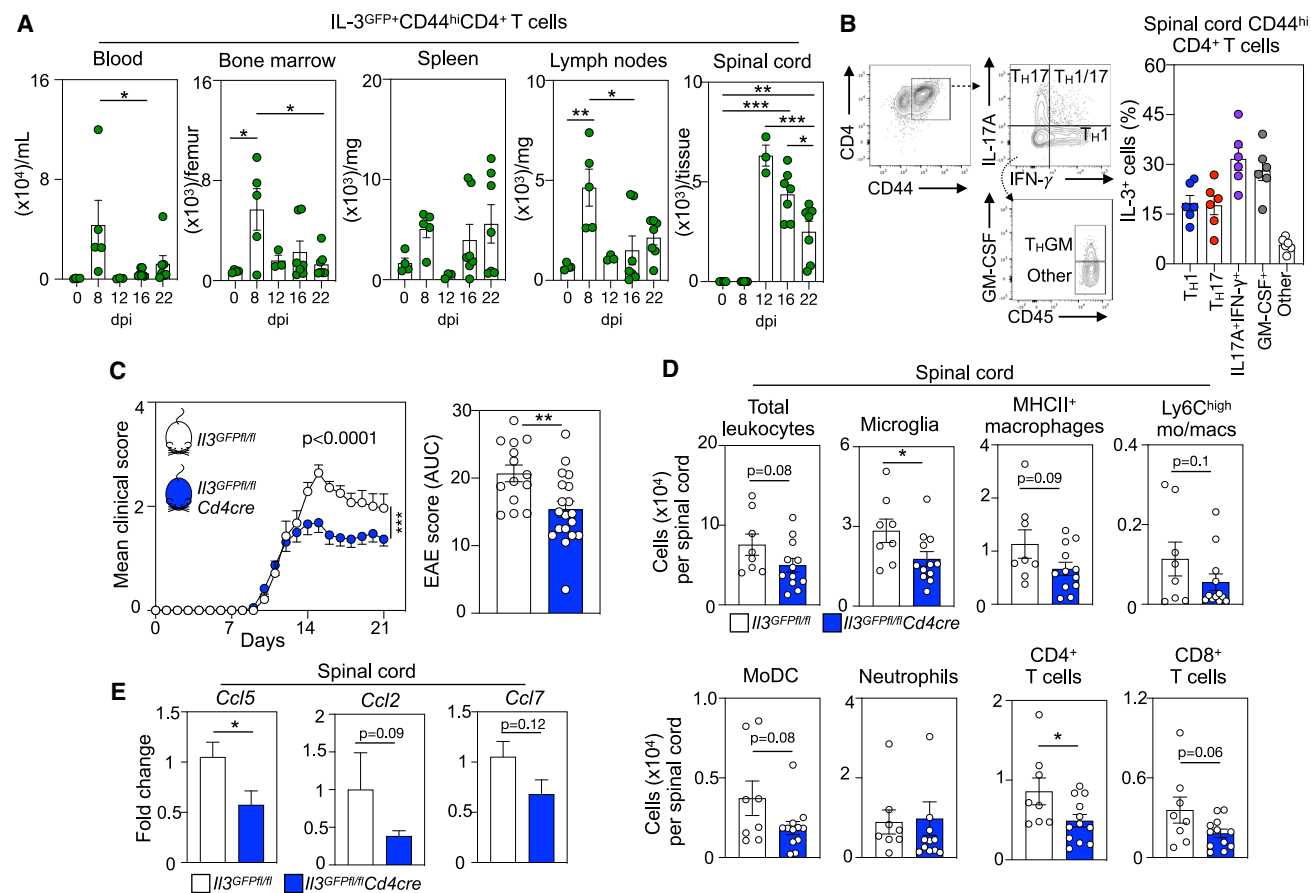 A
IL-3GFP+CD44hiCD4+ T cells
Blood
Bone marrow
Spleen
Lymph nodes
Spinal cord
(x10⁴)/mL
16
12
8
4
0
*
0 8 12 16 22
dpi
(x10³)/femur
16
12
8
4
0
* *
0 8 12 16 22
dpi
(x10³)/mg
20
10
0
0 8 12 16 22
dpi
(x10³)/mg
10
5
0
** *
0 8 12 16 22
dpi
(x10³)/tissue
10
8
6
4
2
0
**
***
***
*
0 8 12 16 22
dpi
B
CD4
CD44
IL-17A
TH17 TH1/17
TH1
IFN-γ
GM-CSF
THGM
Other
CD45
Spinal cord CD44hi
CD4+ T cells
IL-3+ cells (%)
60
45
30
15
0
TH1
TH17
IL17A+IFN-γ+
GM-CSF+
Other
C
Mean clinical score
4
2
0
Il3GFPfl/fl
Il3GFPfl/fl
Cd4cre
p<0.0001
***
0 7 14 21
Days
EAE score (AUC)
30
20
10
0
**
D
Spinal cord
Total
leukocytes
Microglia
MHCII+
macrophages
Ly6Chigh
mo/macs
Cells (x10⁴)
per spinal cord
20
10
0
p=0.08
6
3
0
*
4
2
0
p=0.09
0.4
0.2
0
p=0.1
Il3GFPfl/fl Il3GFPfl/flCd4cre
MoDC
Neutrophils
CD4+
T cells
CD8+
T cells
Cells (x10⁴)
per spinal cord
1.0
0.5
0
p=0.08
4
2
0
2
1
0
*
1.2
0.6
0
p=0.06
E
Spinal cord
Ccl5
Ccl2
Ccl7
Fold change
1.5
1
0.5
0
*
2
1.5
1
0.5
0
p=0.09
1.5
1
0.5
0
p=0.12
Il3GFPfl/fl Il3GFPfl/flCd4cre